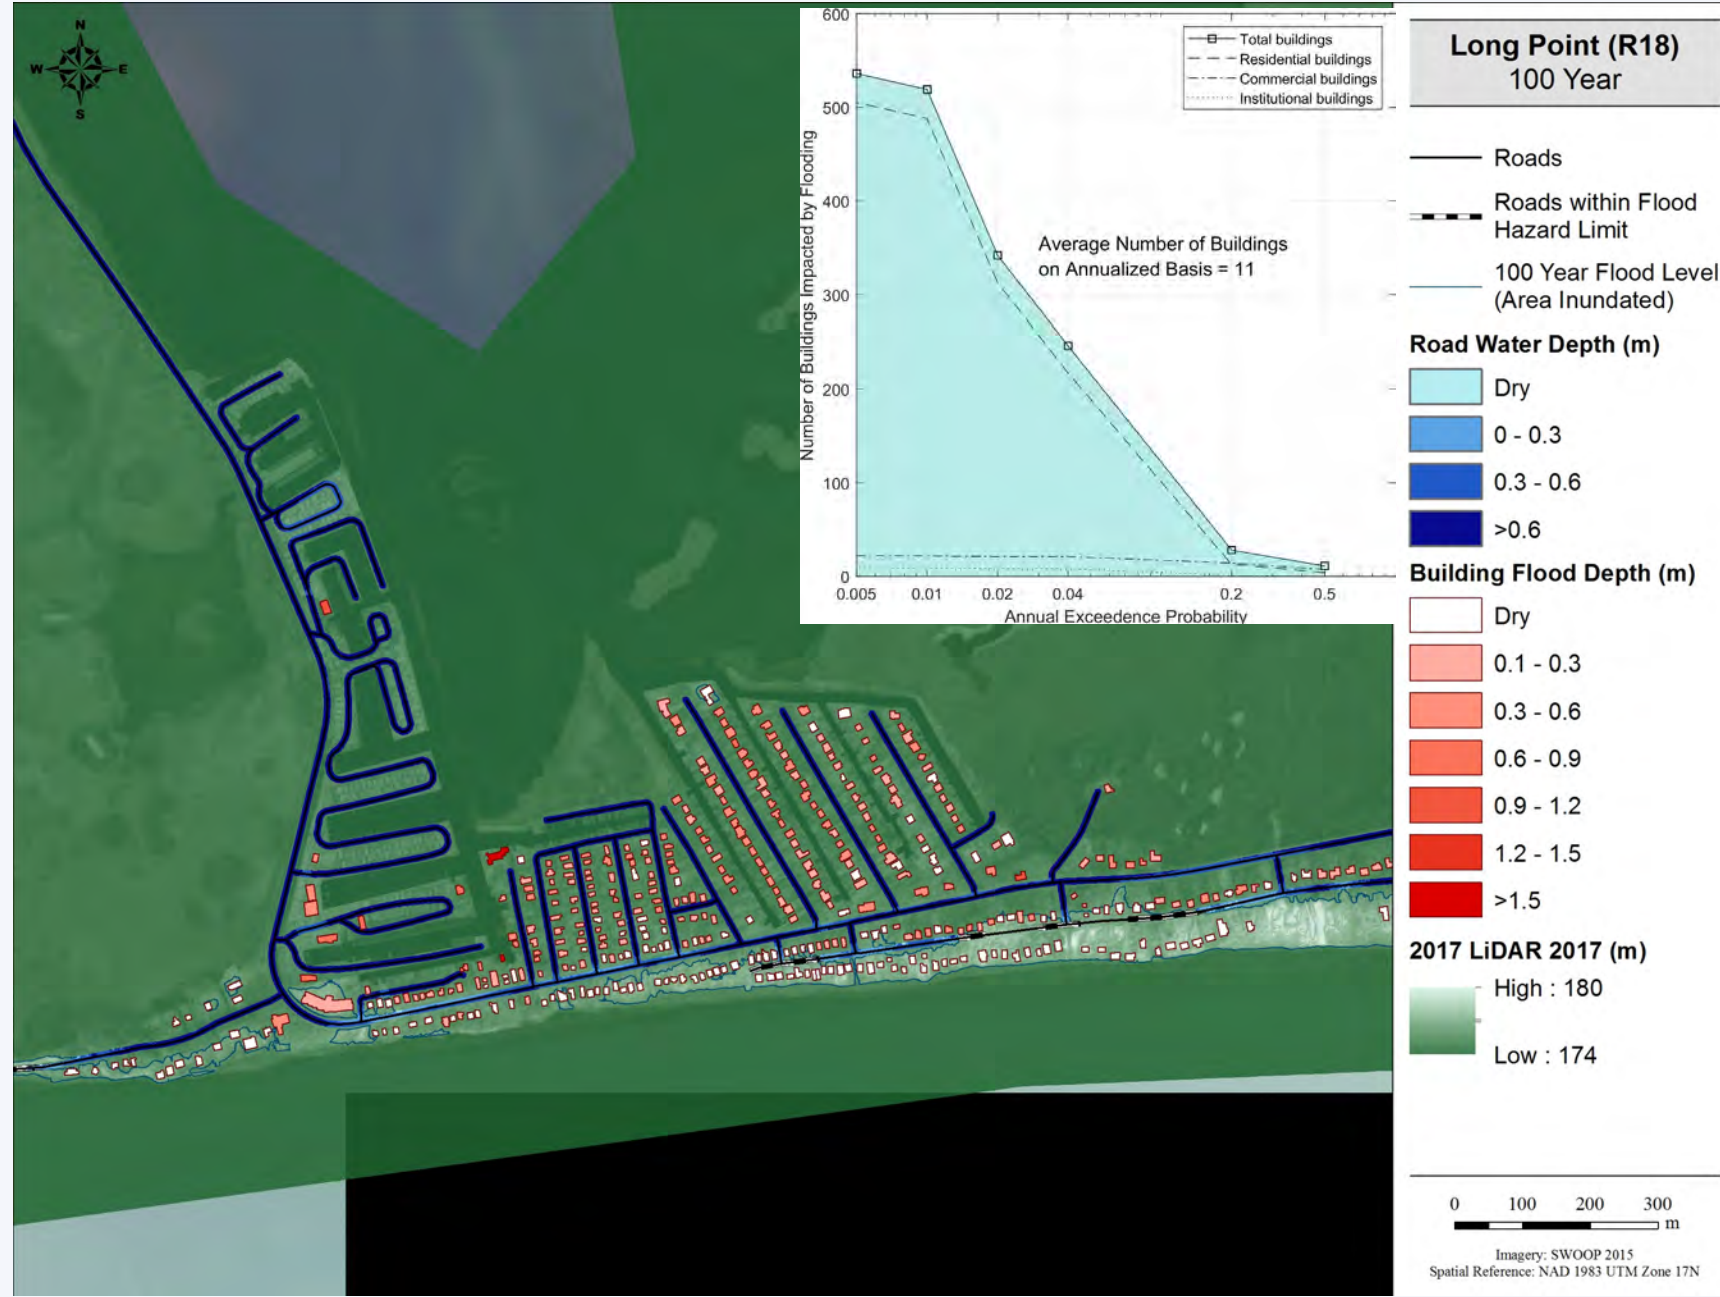 N
W E
S
600
500
400
300
200
100
0
Number of Buildings Impacted by Flooding
Total buildings
Residential buildings
Commercial buildings
Institutional buildings
Average Number of Buildings
on Annualized Basis = 11
0.005 0.01 0.02 0.04 0.2 0.5
Annual Exceedence Probability
Long Point (R18)
100 Year
Roads
Roads within Flood
Hazard Limit
100 Year Flood Level
(Area Inundated)
Road Water Depth (m)
Dry
0 - 0.3
0.3 - 0.6
>0.6
Building Flood Depth (m)
Dry
0.1 - 0.3
0.3 - 0.6
0.6 - 0.9
0.9 - 1.2
1.2 - 1.5
>1.5
2017 LiDAR 2017 (m)
High : 180
Low : 174
0 100 200 300
m
Imagery: SWOOP 2015
Spatial Reference: NAD 1983 UTM Zone 17N